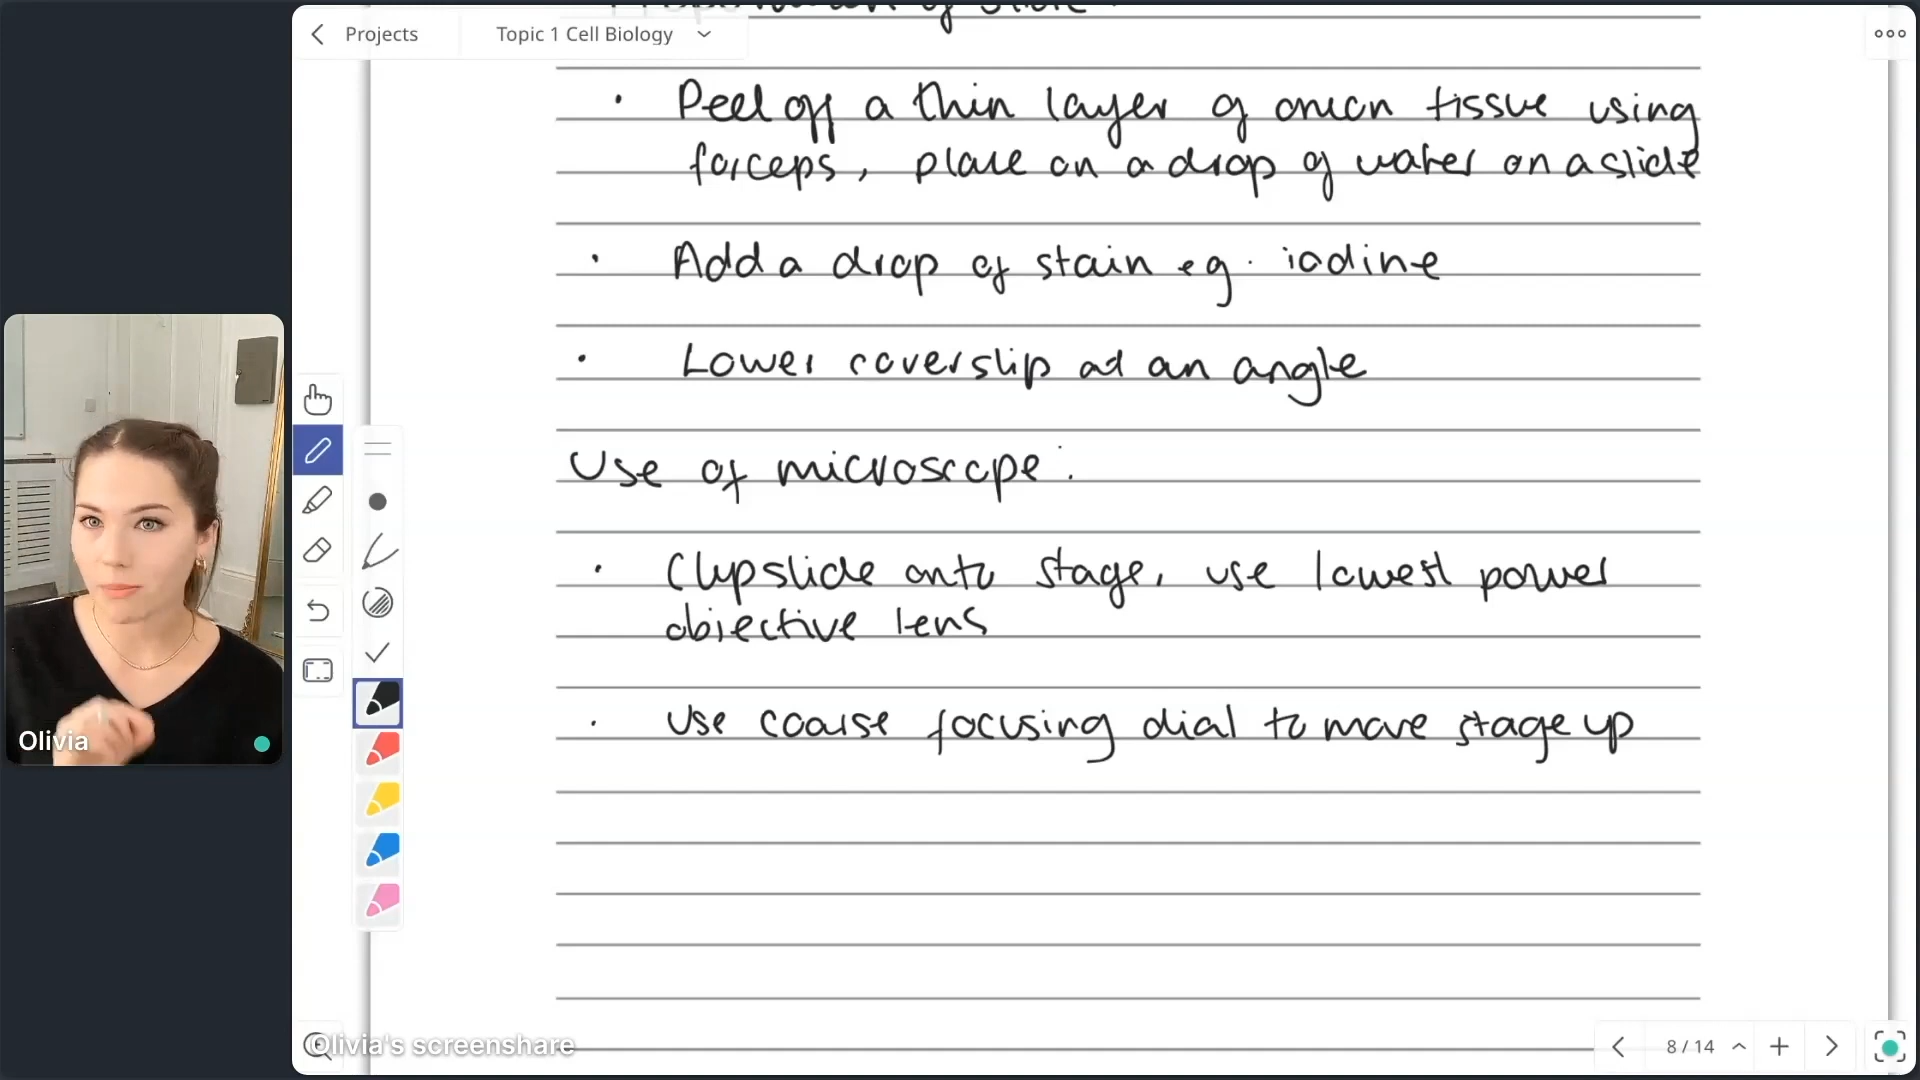 Projects
Topic 1 Cell Biology
of slide:
· Peel off a thin layer of onion tissue using
forceps, place on a drop of water on a slide
· Add a drop of stain eg. iodine
· Lower coverslip at an angle
Use of microscope:
· Clip slide onto stage, use lowest power
objective lens
· Use coarse focusing dial to move stage up
Olivia
Olivia's screenshare
8 / 14